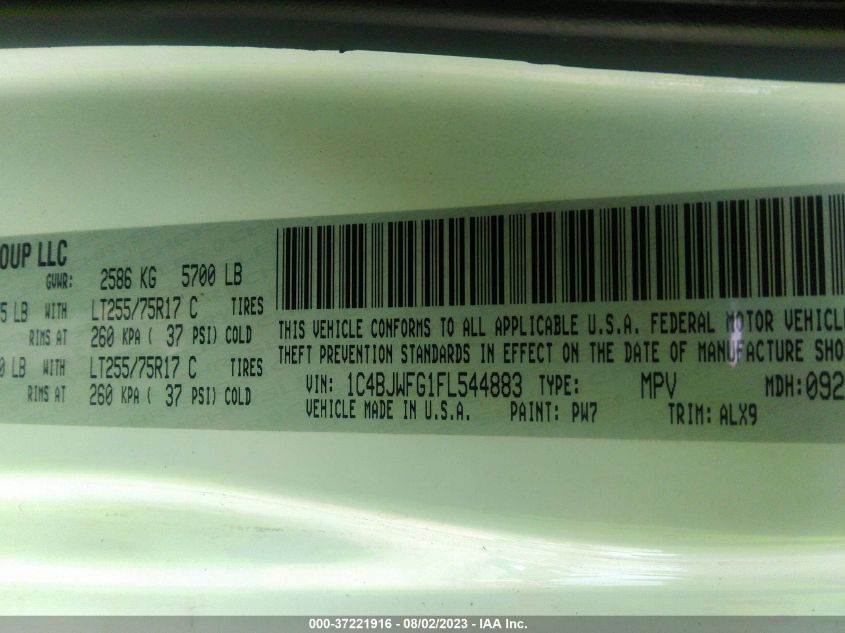 OUP LLC
GVWR: 2586 KG 5700 LB
5 LB WITH LT255/75R17 C TIRES
RIMS AT 260 KPA ( 37 PSI) COLD
0 LB WITH LT255/75R17 C TIRES
RIMS AT 260 KPA ( 37 PSI) COLD
THIS VEHICLE CONFORMS TO ALL APPLICABLE U.S.A. FEDERAL MOTOR VEHICLE
THEFT PREVENTION STANDARDS IN EFFECT ON THE DATE OF MANUFACTURE SHO
VIN: 1C4BJWFG1FL544883 TYPE: MPV MDH:092
VEHICLE MADE IN U.S.A. PAINT: PW7 TRIM: ALX9
000-37221916 - 08/02/2023 - IAA Inc.